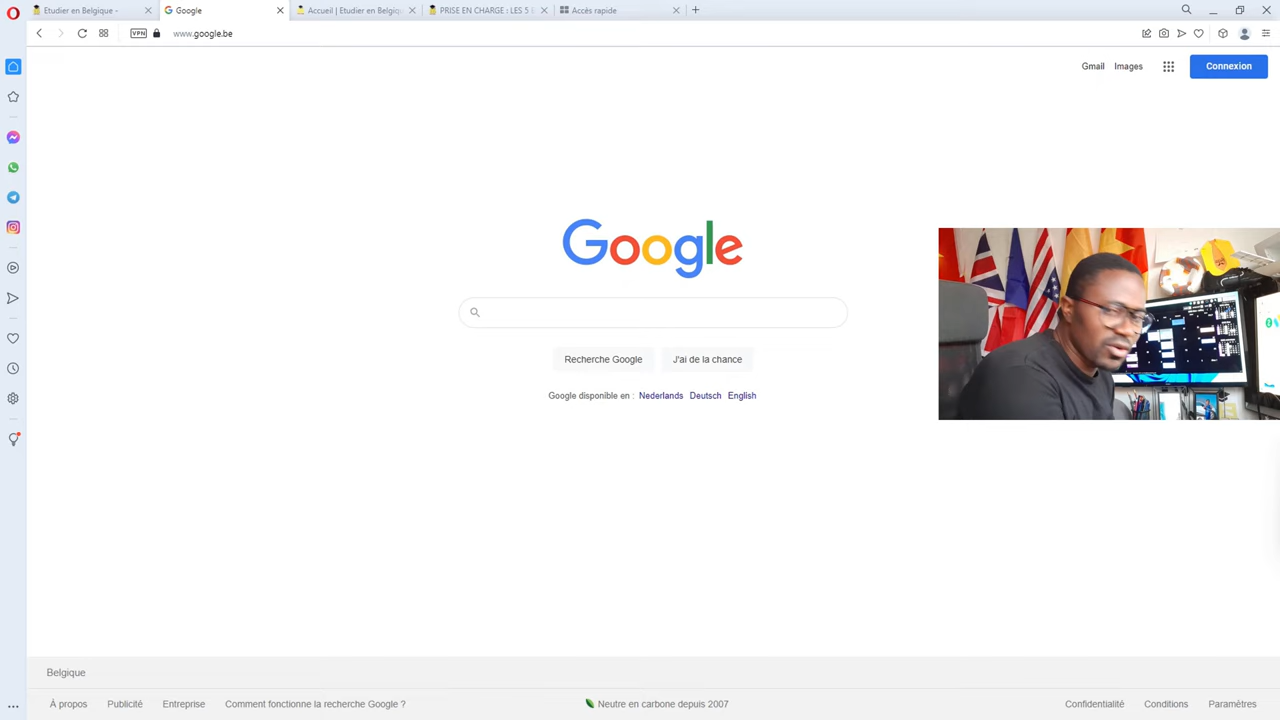 Etudier en Belgique -
Google
Accueil | Etudier en Belgiq
PRISE EN CHARGE : LES 5
Accès rapide
VPN
www.google.be
Gmail
Images
Connexion
Google
Recherche Google
J'ai de la chance
Google disponible en : Nederlands Deutsch English
Belgique
À propos
Publicité
Entreprise
Comment fonctionne la recherche Google ?
Neutre en carbone depuis 2007
Confidentialité
Conditions
Paramètres